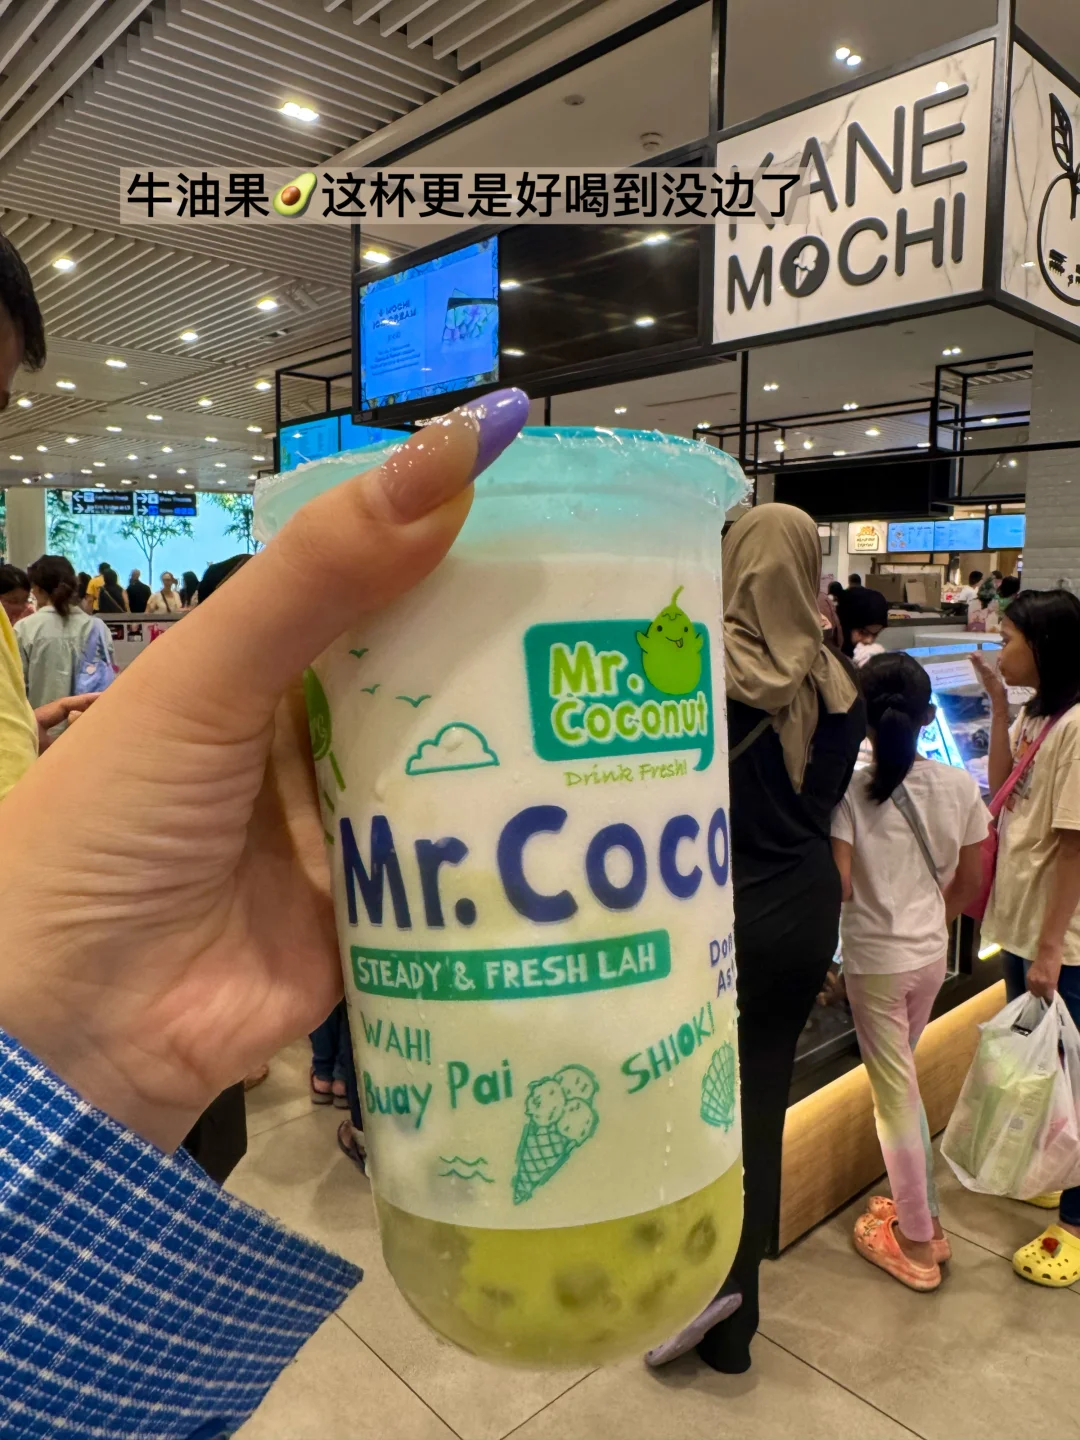 牛油果🥑这杯更是好喝到没边了
KANE
MOCHI
MOCHI
Mr.
Coconut
Drink Fresh!
Mr. Coco
STEADY & FRESH LAH
WAH!
Buay Pai
SHIOK!